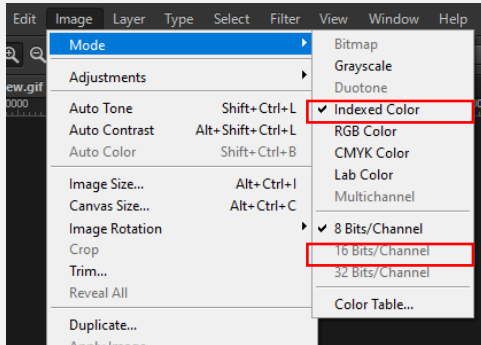 Edit Image Layer Type Select Filter View Window Help
ew.gif
0000
Mode
Adjustments
Auto Tone Shift+Ctrl+L
Auto Contrast Alt+Shift+Ctrl+L
Auto Color Shift+Ctrl+B
Image Size... Alt+Ctrl+I
Canvas Size... Alt+Ctrl+C
Image Rotation
Crop
Trim...
Reveal All
Duplicate...
Bitmap
Grayscale
Duotone
Indexed Color
RGB Color
CMYK Color
Lab Color
Multichannel
8 Bits/Channel
16 Bits/Channel
32 Bits/Channel
Color Table...